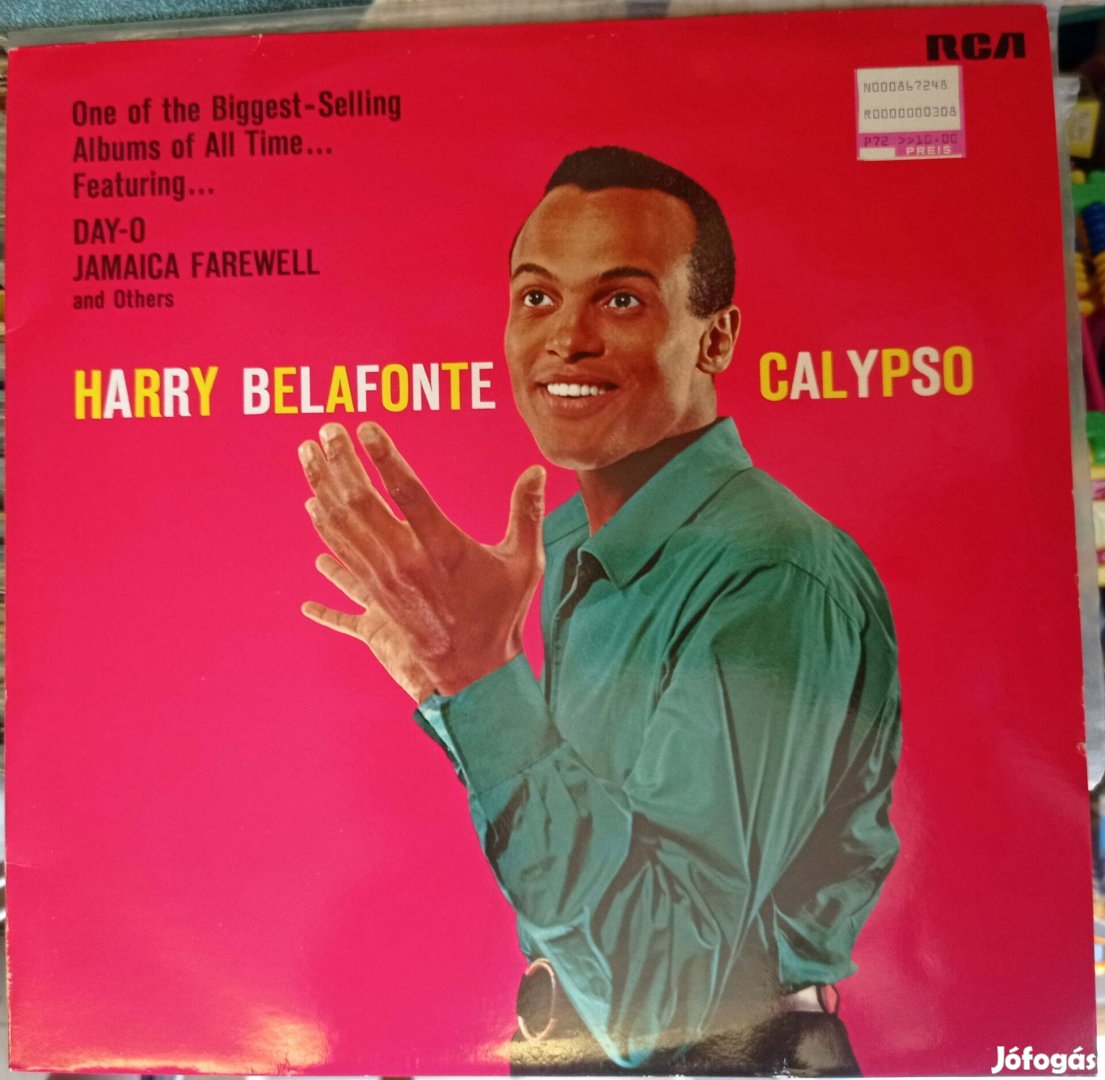 RCA
One of the Biggest-Selling
Albums of All Time...
Featuring...
DAY-O
JAMAICA FAREWELL
and Others
N000867248
R0000000308
P72 >>10.00
PREIS
HARRY BELAFONTE CALYPSO
Jófogás